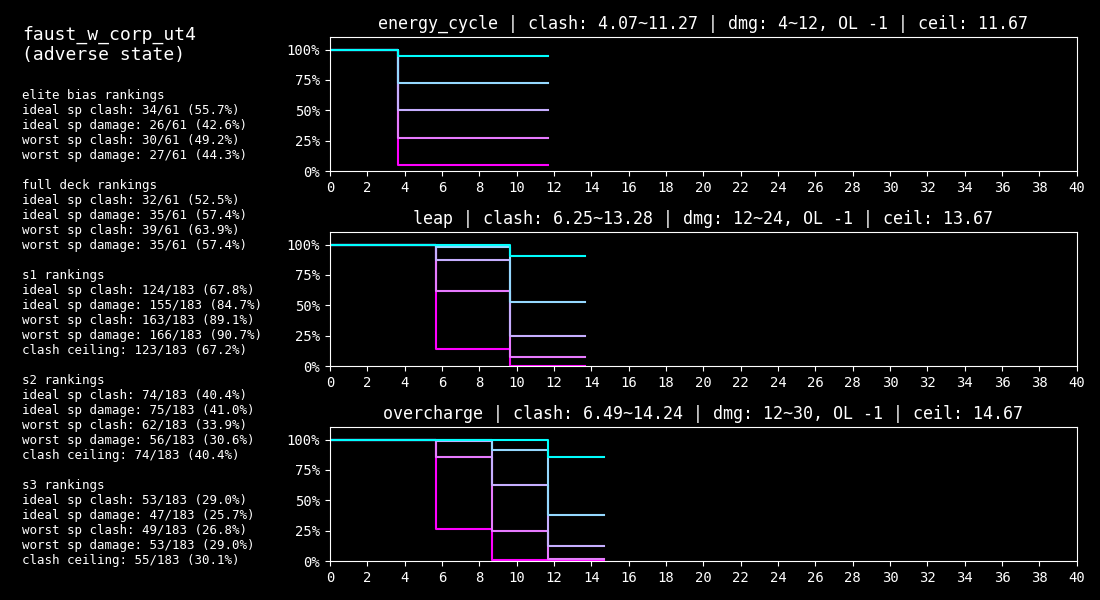 faust_w_corp_ut4
(adverse state)
elite bias rankings
ideal sp clash: 34/61 (55.7%)
ideal sp damage: 26/61 (42.6%)
worst sp clash: 30/61 (49.2%)
worst sp damage: 27/61 (44.3%)
full deck rankings
ideal sp clash: 32/61 (52.5%)
ideal sp damage: 35/61 (57.4%)
worst sp clash: 39/61 (63.9%)
worst sp damage: 35/61 (57.4%)
s1 rankings
ideal sp clash: 124/183 (67.8%)
ideal sp damage: 155/183 (84.7%)
worst sp clash: 163/183 (89.1%)
worst sp damage: 166/183 (90.7%)
clash ceiling: 123/183 (67.2%)
s2 rankings
ideal sp clash: 74/183 (40.4%)
ideal sp damage: 75/183 (41.0%)
worst sp clash: 62/183 (33.9%)
worst sp damage: 56/183 (30.6%)
clash ceiling: 74/183 (40.4%)
s3 rankings
ideal sp clash: 53/183 (29.0%)
ideal sp damage: 47/183 (25.7%)
worst sp clash: 49/183 (26.8%)
worst sp damage: 53/183 (29.0%)
clash ceiling: 55/183 (30.1%)
energy_cycle | clash: 4.07~11.27 | dmg: 4~12, OL -1 | ceil: 11.67
100%
75%
50%
25%
0%
0 2 4 6 8 10 12 14 16 18 20 22 24 26 28 30 32 34 36 38 40
leap | clash: 6.25~13.28 | dmg: 12~24, OL -1 | ceil: 13.67
100%
75%
50%
25%
0%
0 2 4 6 8 10 12 14 16 18 20 22 24 26 28 30 32 34 36 38 40
overcharge | clash: 6.49~14.24 | dmg: 12~30, OL -1 | ceil: 14.67
100%
75%
50%
25%
0%
0 2 4 6 8 10 12 14 16 18 20 22 24 26 28 30 32 34 36 38 40